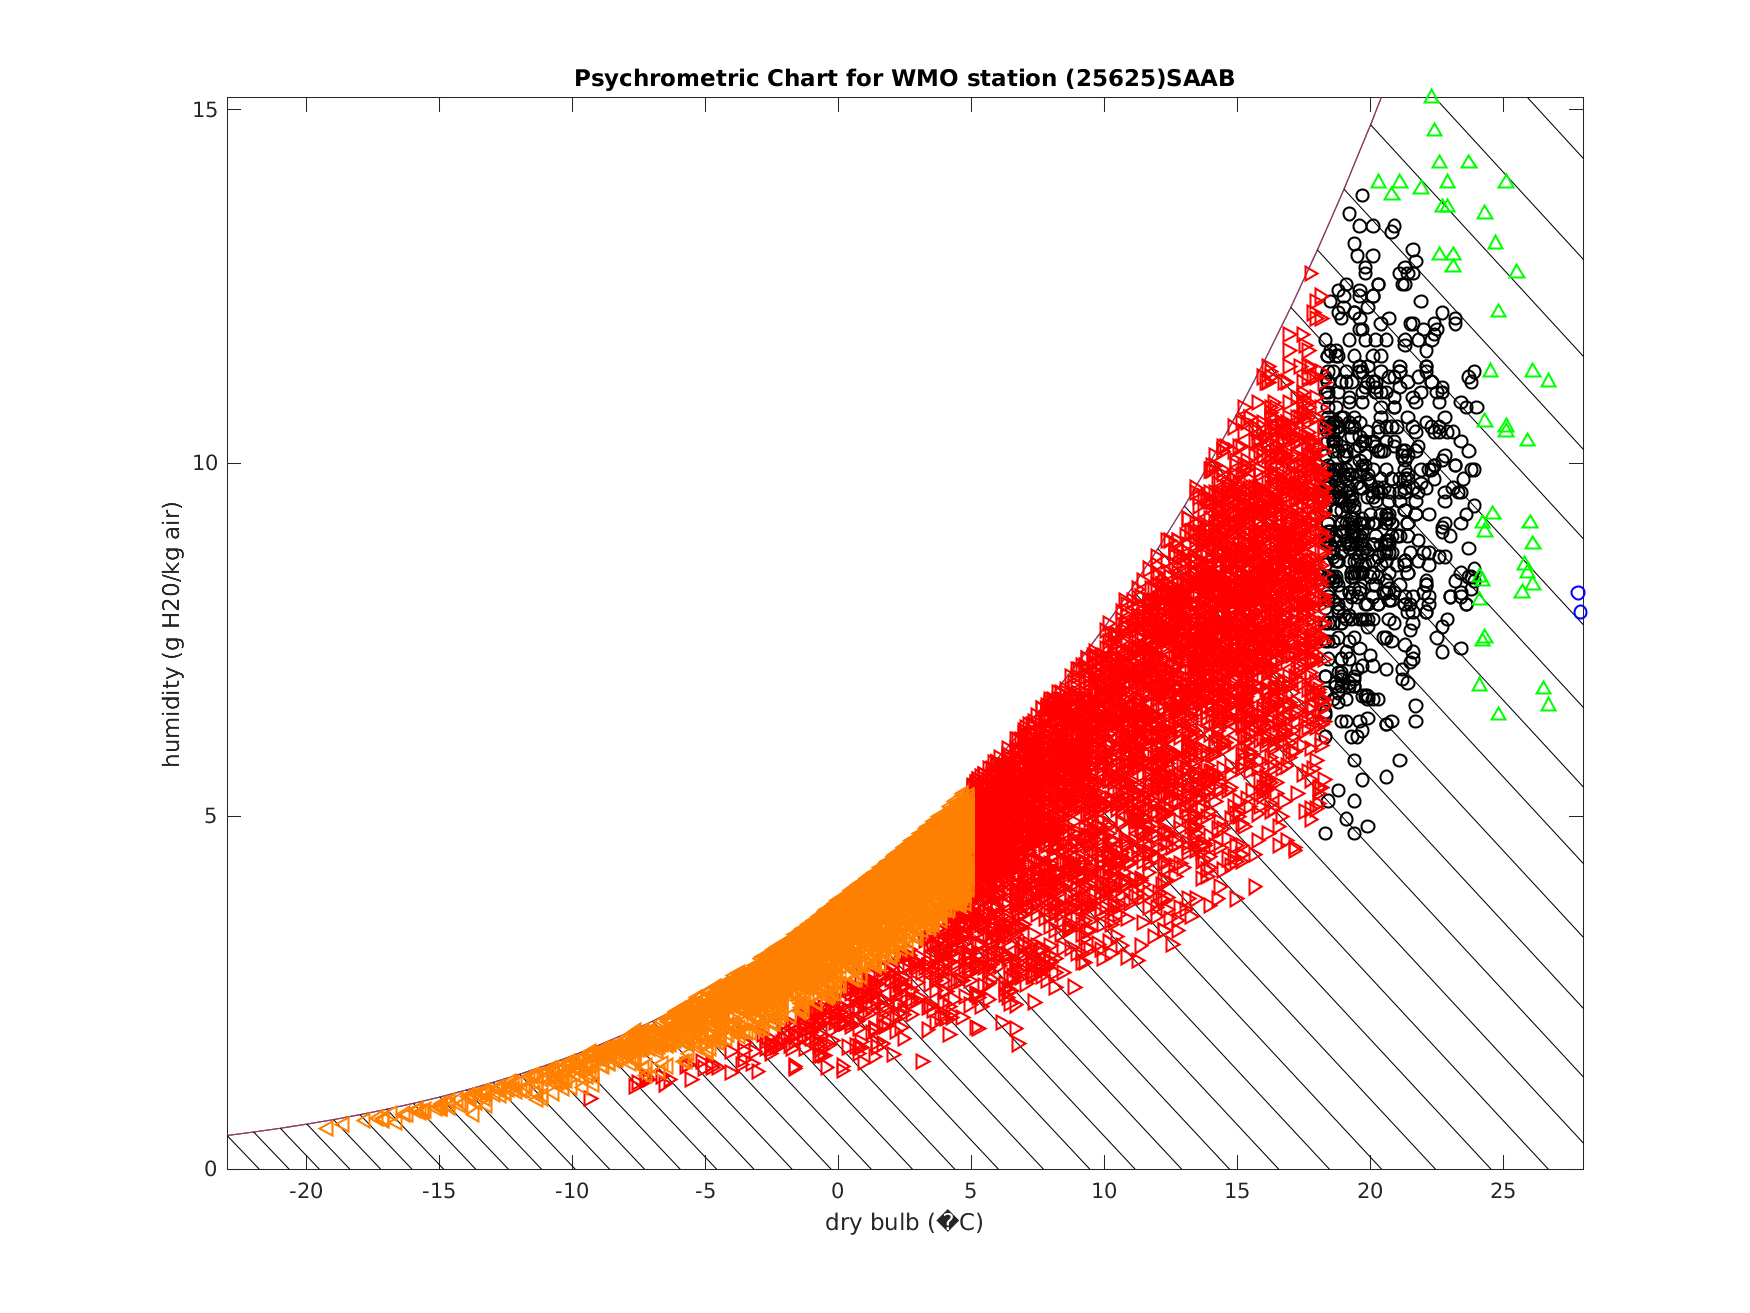 Psychrometric Chart for WMO station (25625)SAAB
15
10
5
0
humidity (g H20/kg air)
-20 -15 -10 -5 0 5 10 15 20 25
dry bulb (�C)